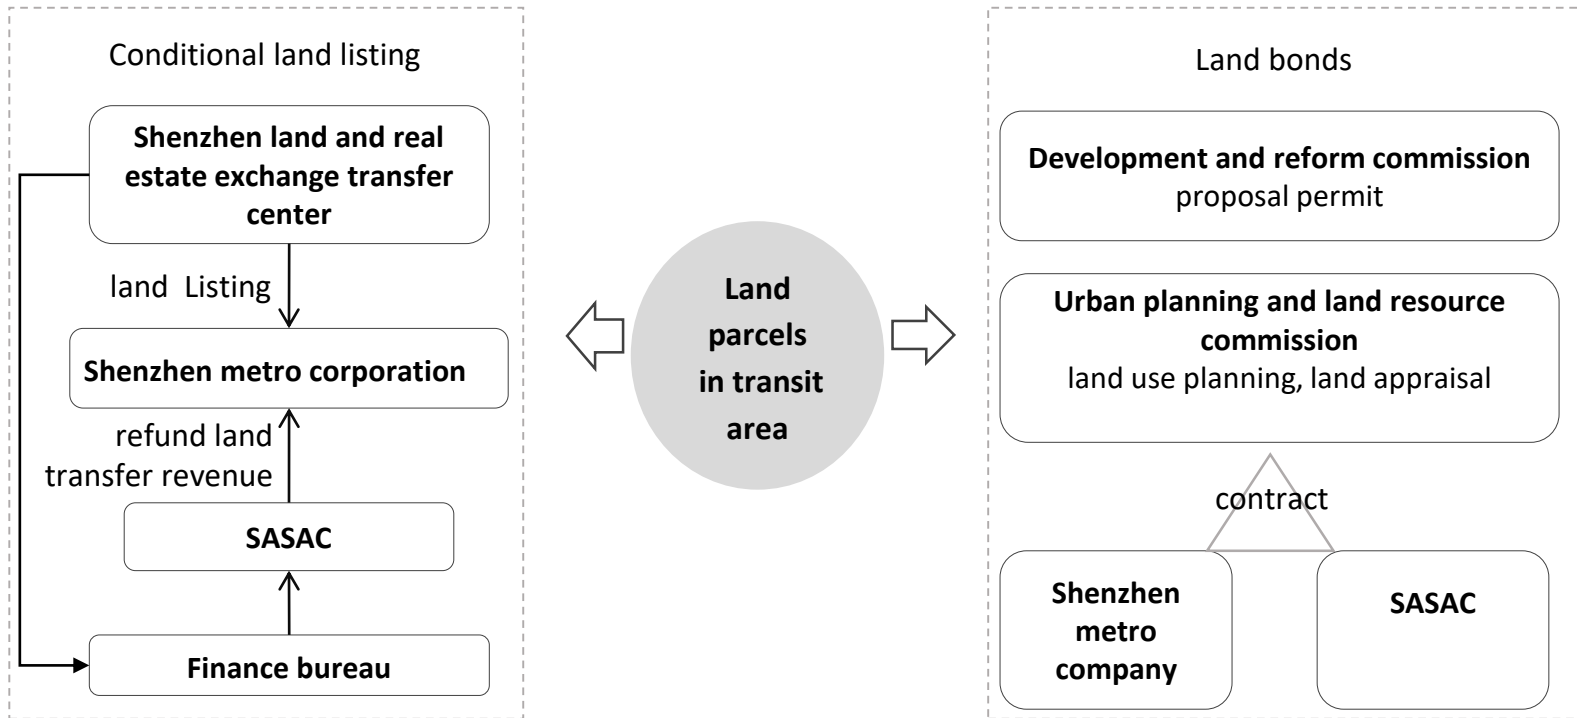 Conditional land listing
Shenzhen land and real
estate exchange transfer
center
land Listing
Shenzhen metro corporation
refund land
transfer revenue
SASAC
Finance bureau
Land
parcels
in transit
area
Land bonds
Development and reform commission
proposal permit
Urban planning and land resource
commission
land use planning, land appraisal
contract
Shenzhen
metro
company
SASAC